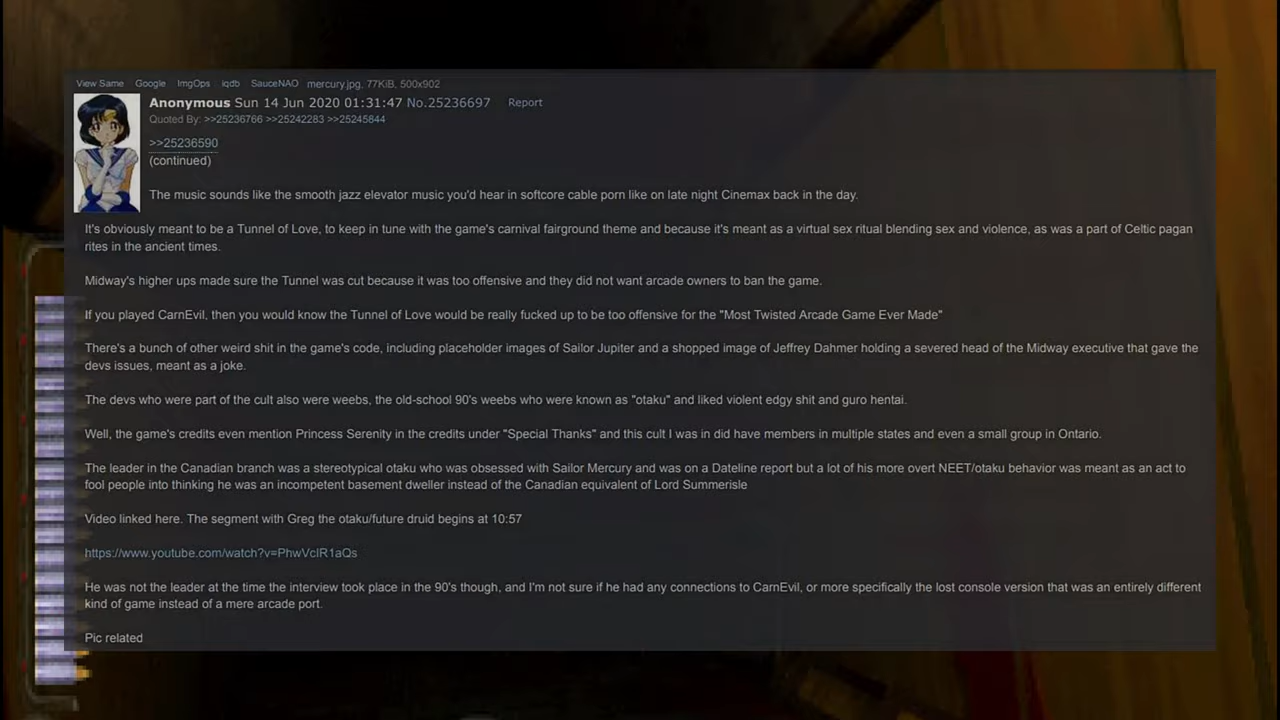 View Same Google ImgOps iqdb SauceNAO mercury.jpg, 77KiB, 500x902
Anonymous Sun 14 Jun 2020 01:31:47 No.25236697 Report
Quoted By: >>25236766 >>25242283 >>25245844
>>25236590
(continued)
The music sounds like the smooth jazz elevator music you'd hear in softcore cable porn like on late night Cinemax back in the day.
It's obviously meant to be a Tunnel of Love, to keep in tune with the game's carnival fairground theme and because it's meant as a virtual sex ritual blending sex and violence, as was a part of Celtic pagan
rites in the ancient times.
Midway's higher ups made sure the Tunnel was cut because it was too offensive and they did not want arcade owners to ban the game.
If you played CarnEvil, then you would know the Tunnel of Love would be really fucked up to be too offensive for the "Most Twisted Arcade Game Ever Made"
There's a bunch of other weird shit in the game's code, including placeholder images of Sailor Jupiter and a shopped image of Jeffrey Dahmer holding a severed head of the Midway executive that gave the
devs issues, meant as a joke.
The devs who were part of the cult also were weebs, the old-school 90's weebs who were known as "otaku" and liked violent edgy shit and guro hentai.
Well, the game's credits even mention Princess Serenity in the credits under "Special Thanks" and this cult I was in did have members in multiple states and even a small group in Ontario.
The leader in the Canadian branch was a stereotypical otaku who was obsessed with Sailor Mercury and was on a Dateline report but a lot of his more overt NEET/otaku behavior was meant as an act to
fool people into thinking he was an incompetent basement dweller instead of the Canadian equivalent of Lord Summerisle
Video linked here. The segment with Greg the otaku/future druid begins at 10:57
https://www.youtube.com/watch?v=PhwVclR1aQs
He was not the leader at the time the interview took place in the 90's though, and I'm not sure if he had any connections to CarnEvil, or more specifically the lost console version that was an entirely different
kind of game instead of a mere arcade port.
Pic related